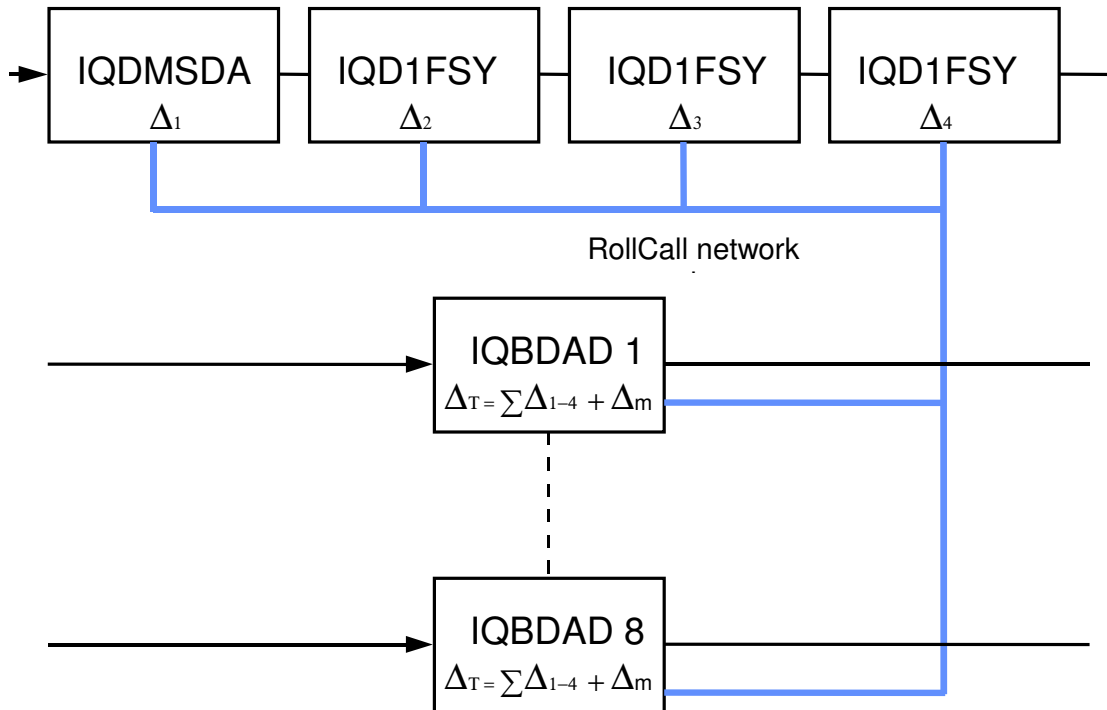 IQDMSDA IQD1FSY IQD1FSY IQD1FSY
Δ1 Δ2 Δ3 Δ4
RollCall network
IQBDAD 1
ΔT = ∑Δ1–4 + Δm
IQBDAD 8
ΔT = ∑Δ1–4 + Δm